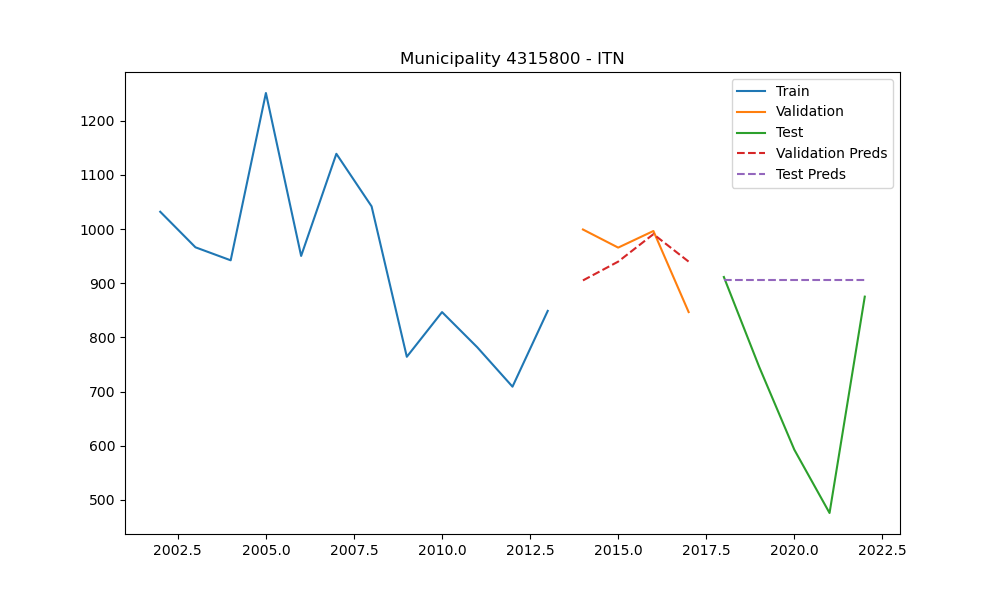 Municipality 4315800 - ITN
Train
Validation
Test
Validation Preds
Test Preds
1200
1100
1000
900
800
700
600
500
2002.5 2005.0 2007.5 2010.0 2012.5 2015.0 2017.5 2020.0 2022.5